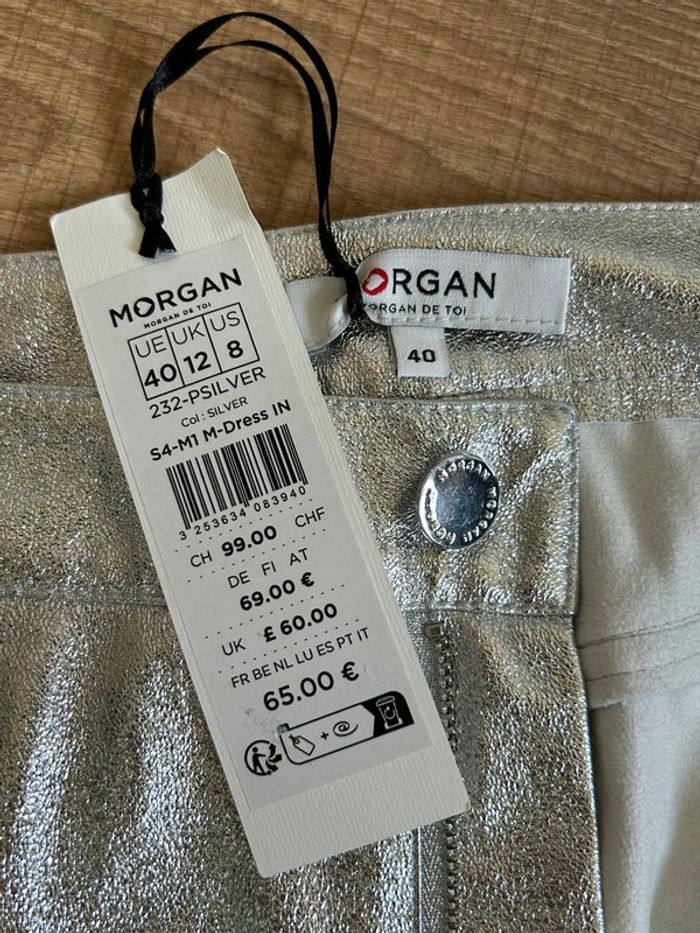 MORGAN
MORGAN DE TOI
UE UK US
40 12 8
232-PSILVER
Col : SILVER
S4-M1 M-Dress IN
3 253634 083940
CH 99.00 CHF
DE FI AT
69.00 €
UK £ 60.00
FR BE NL LU ES PT IT
65.00 €
+
ORGAN
ORGAN DE TOI
40
MORGAN MORGAN